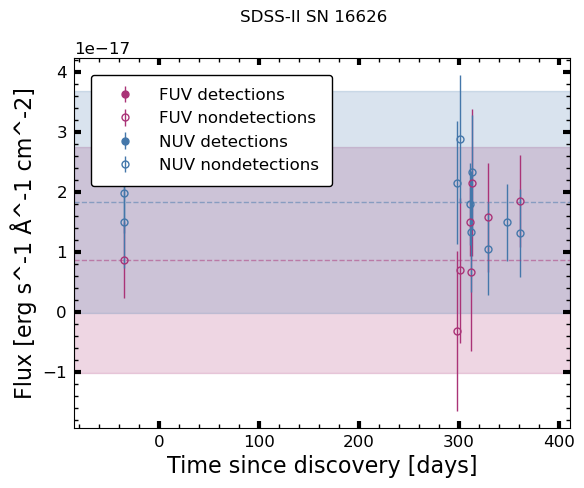 SDSS-II SN 16626
1e−17
FUV detections
FUV nondetections
NUV detections
NUV nondetections
4
3
2
1
0
−1
Flux [erg s^-1 Å^-1 cm^-2]
0 100 200 300 400
Time since discovery [days]